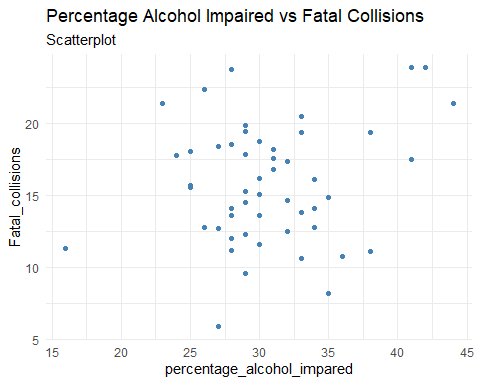 Percentage Alcohol Impaired vs Fatal Collisions
Scatterplot
Fatal_collisions
20
15
10
5
15 20 25 30 35 40 45
percentage_alcohol_impared